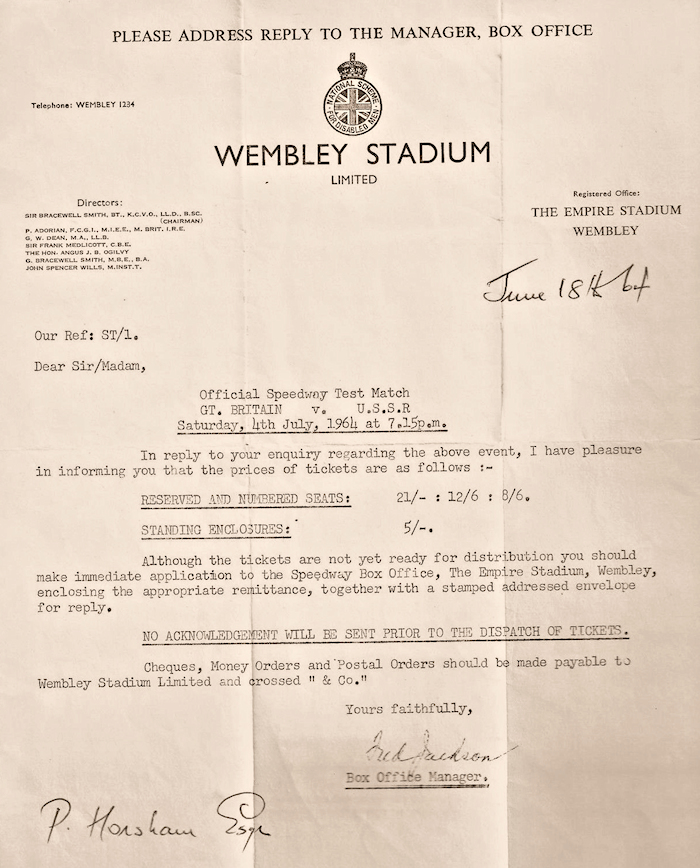 PLEASE ADDRESS REPLY TO THE MANAGER, BOX OFFICE
NATIONAL SCHEME
FOR DISABLED MEN
Telephone: WEMBLEY 1234
WEMBLEY STADIUM
LIMITED
Directors:
SIR BRACEWELL SMITH, BT., K.C.V.O., LL.D., B.SC.
(CHAIRMAN)
P. ADORIAN, F.C.G.I., M.I.E.E., M. BRIT. I.R.E.
G. W. DEAN, M.A., LL.B.
SIR FRANK MEDLICOTT, C.B.E.
THE HON. ANGUS J. B. OGILVY
G. BRACEWELL SMITH, M.B.E., B.A.
JOHN SPENCER WILLS, M.INST.T.
Registered Office:
THE EMPIRE STADIUM
WEMBLEY
June 18th 64
Our Ref: ST/1.
Dear Sir/Madam,
Official Speedway Test Match
GT. BRITAIN v. U.S.S.R
Saturday, 4th July, 1964 at 7.15p.m.
In reply to your enquiry regarding the above event, I have pleasure
in informing you that the prices of tickets are as follows :-
RESERVED AND NUMBERED SEATS: 21/- : 12/6 : 8/6.
STANDING ENCLOSURES: 5/-.
Although the tickets are not yet ready for distribution you should
make immediate application to the Speedway Box Office, The Empire Stadium, Wembley,
enclosing the appropriate remittance, together with a stamped addressed envelope
for reply.
NO ACKNOWLEDGEMENT WILL BE SENT PRIOR TO THE DISPATCH OF TICKETS.
Cheques, Money Orders and Postal Orders should be made payable to
Wembley Stadium Limited and crossed " & Co."
Yours faithfully,
Fred Jackson
Box Office Manager.
P. Horsham Esqr